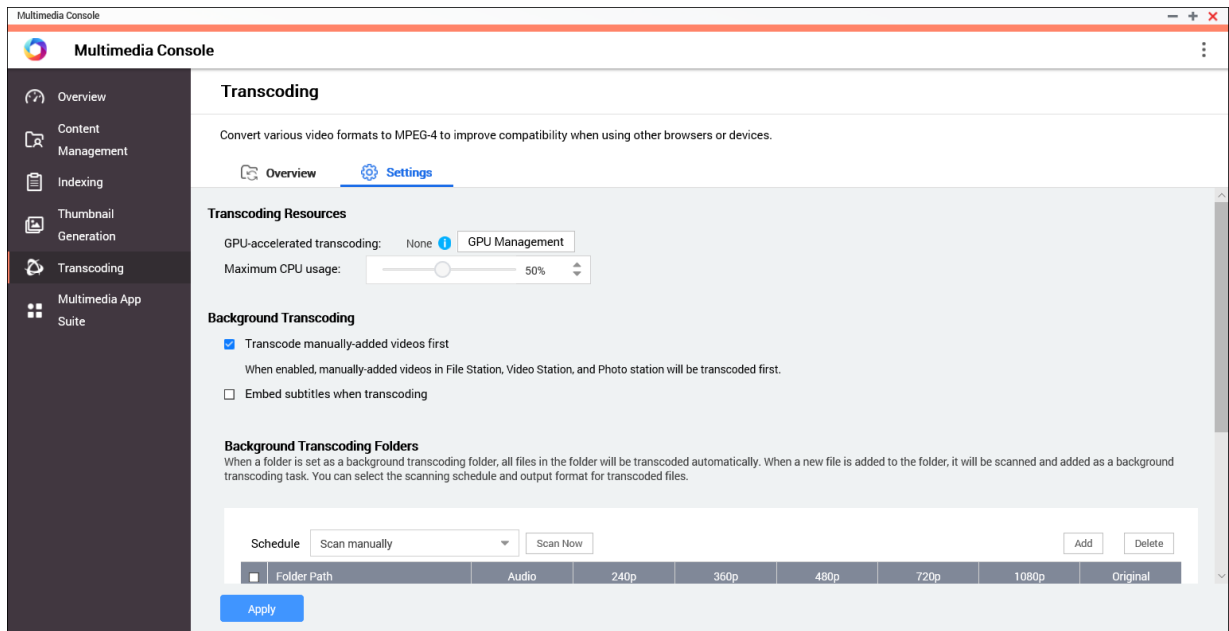 Multimedia Console
Multimedia Console
Overview
Content
Management
Indexing
Thumbnail
Generation
Transcoding
Multimedia App
Suite
Transcoding
Convert various video formats to MPEG-4 to improve compatibility when using other browsers or devices.
Overview
Settings
Transcoding Resources
GPU-accelerated transcoding: None i GPU Management
Maximum CPU usage: 50%
Background Transcoding
Transcode manually-added videos first
When enabled, manually-added videos in File Station, Video Station, and Photo station will be transcoded first.
Embed subtitles when transcoding
Background Transcoding Folders
When a folder is set as a background transcoding folder, all files in the folder will be transcoded automatically. When a new file is added to the folder, it will be scanned and added as a background
transcoding task. You can select the scanning schedule and output format for transcoded files.
Schedule Scan manually Scan Now Add Delete
Folder Path Audio 240p 360p 480p 720p 1080p Original
Apply